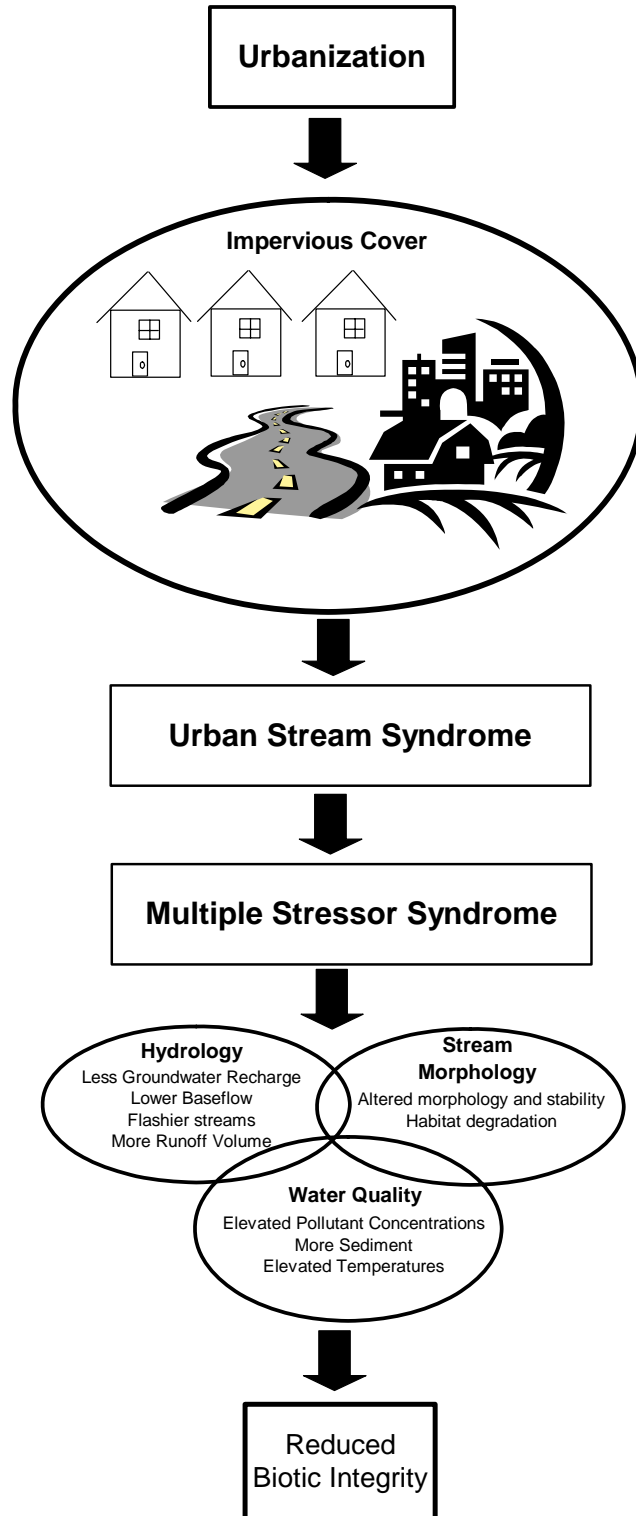 Urbanization
Impervious Cover
Urban Stream Syndrome
Multiple Stressor Syndrome
Hydrology
Less Groundwater Recharge
Lower Baseflow
Flashier streams
More Runoff Volume
Stream
Morphology
Altered morphology and stability
Habitat degradation
Water Quality
Elevated Pollutant Concentrations
More Sediment
Elevated Temperatures
Reduced
Biotic Integrity